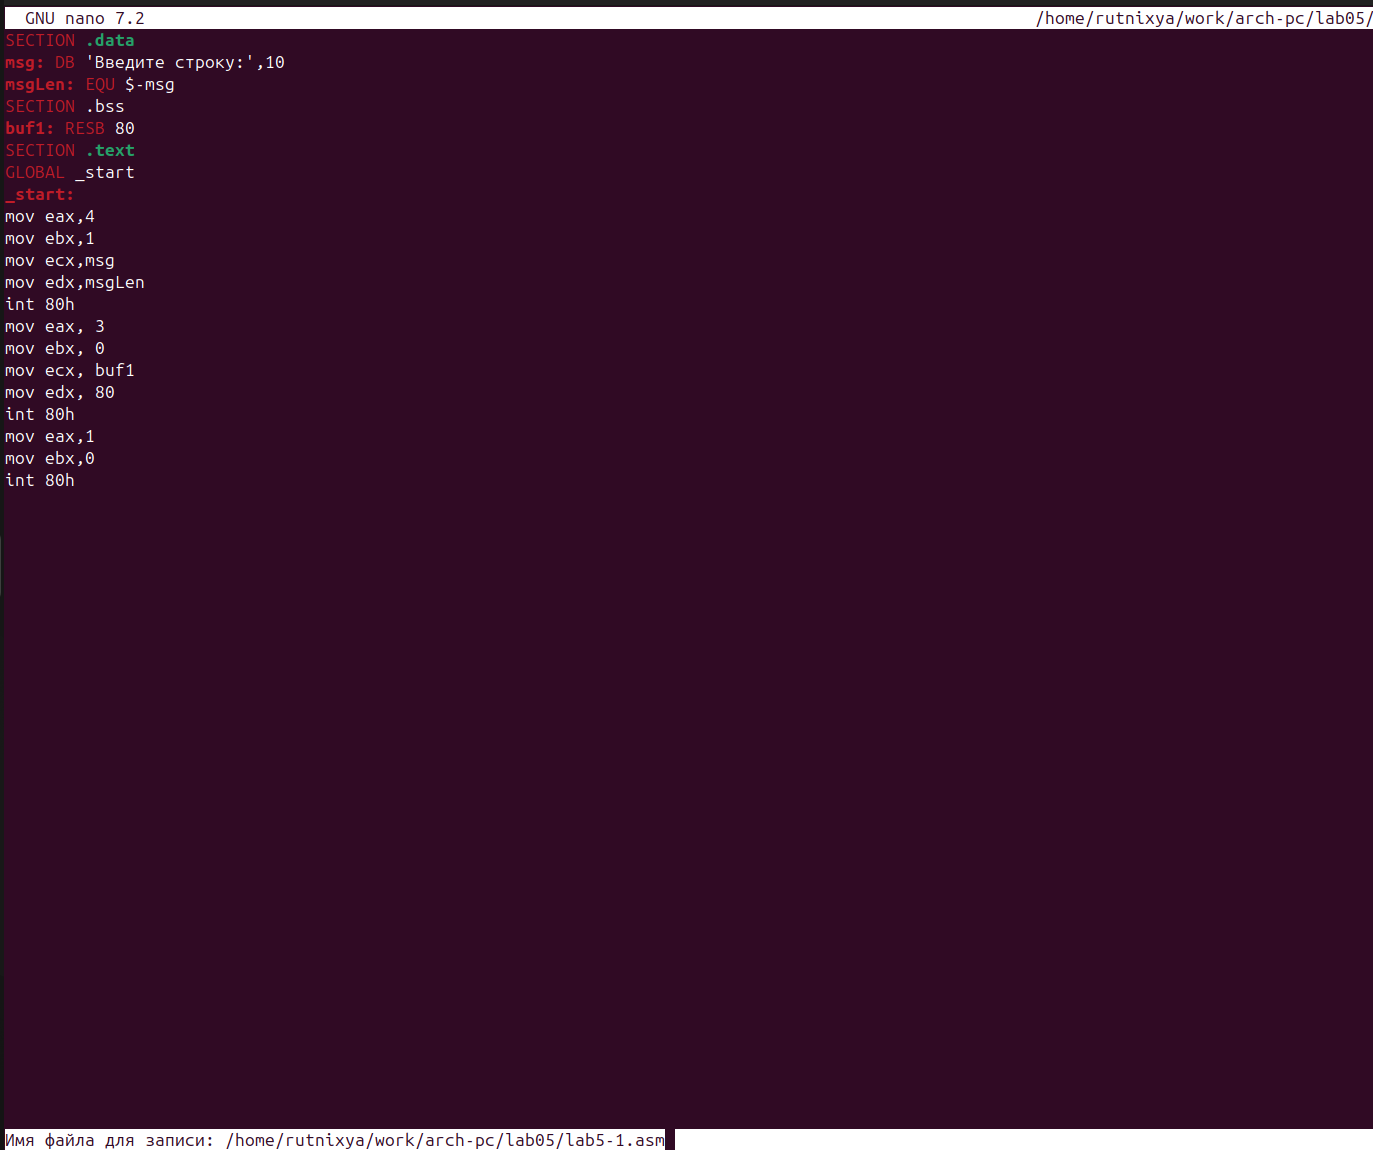 GNU nano 7.2 /home/rutnixya/work/arch-pc/lab05/
SECTION .data
msg: DB 'Введите строку:',10
msgLen: EQU $-msg
SECTION .bss
buf1: RESB 80
SECTION .text
GLOBAL _start
_start:
mov eax,4
mov ebx,1
mov ecx,msg
mov edx,msgLen
int 80h
mov eax, 3
mov ebx, 0
mov ecx, buf1
mov edx, 80
int 80h
mov eax,1
mov ebx,0
int 80h
Имя файла для записи: /home/rutnixya/work/arch-pc/lab05/lab5-1.asm